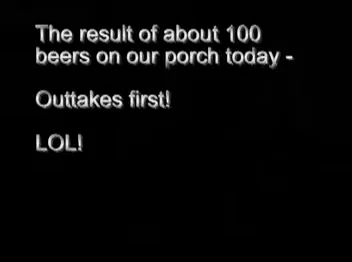 The result of about 100
beers on our porch today -
Outtakes first!
LOL!